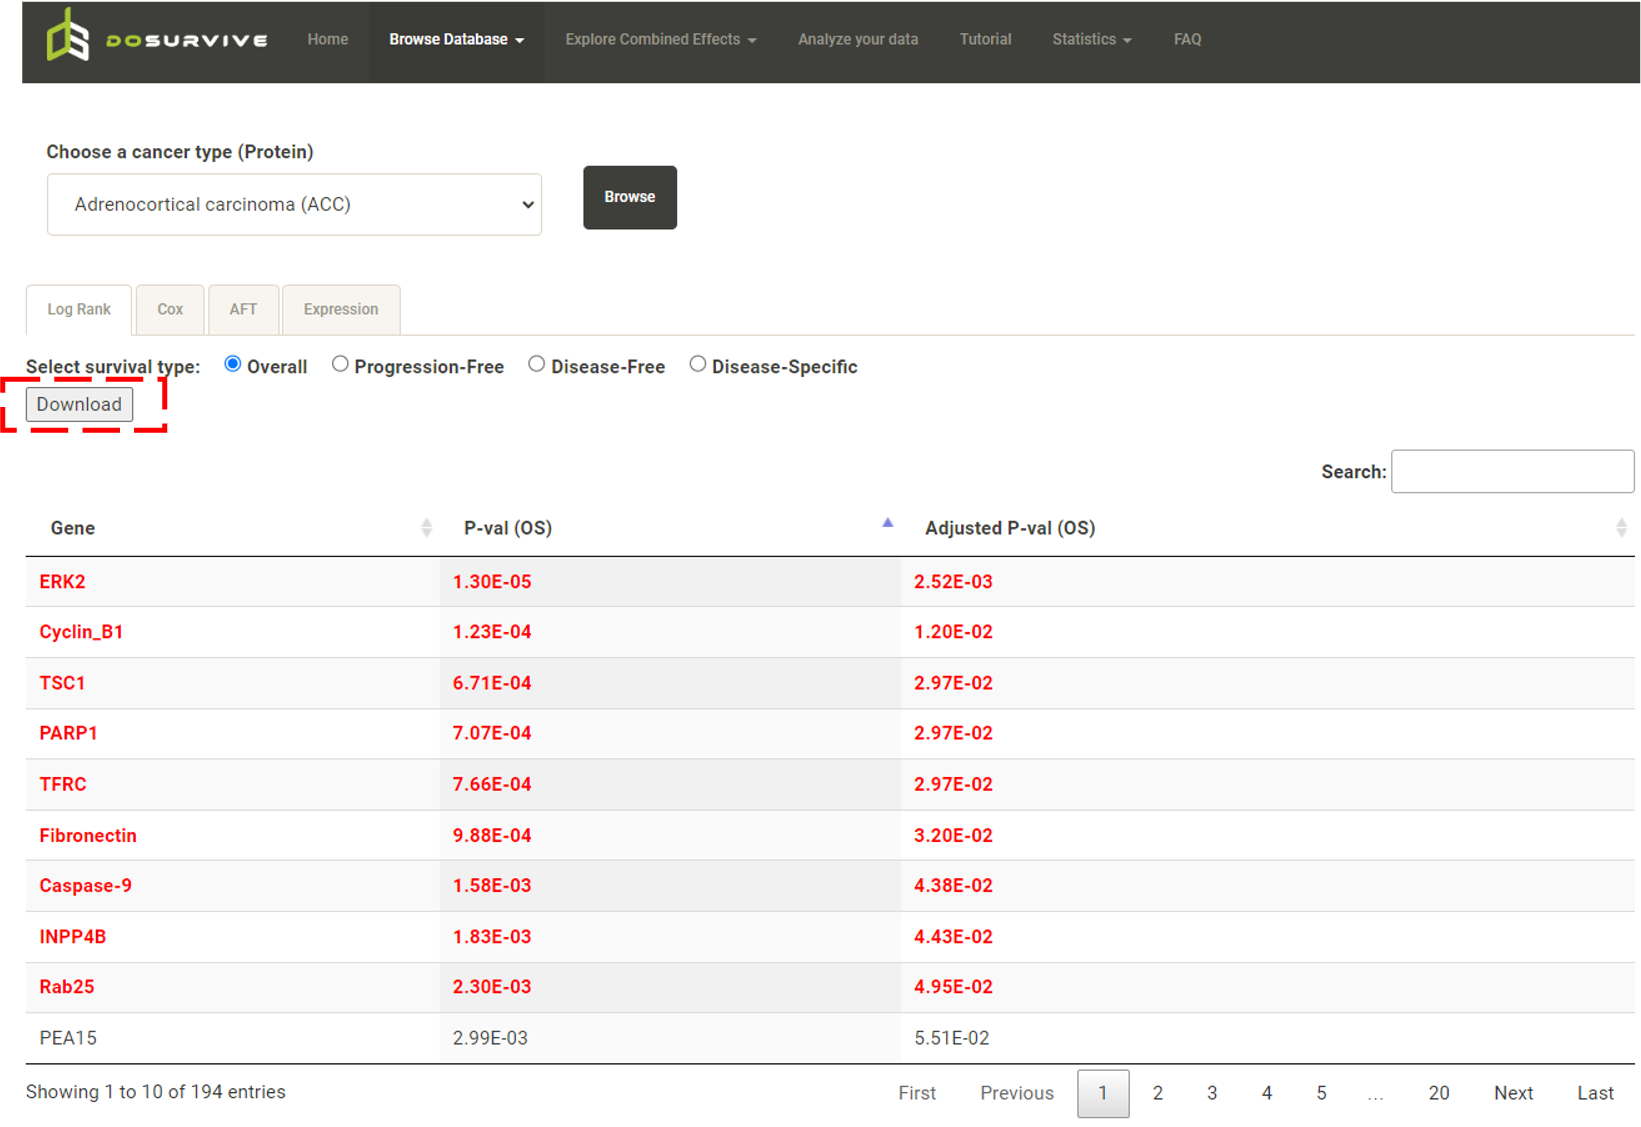 DOSURVIVE Home Browse Database Explore Combined Effects Analyze your data Tutorial Statistics FAQ
Choose a cancer type (Protein)
Adrenocortical carcinoma (ACC) Browse
Log Rank Cox AFT Expression
Select survival type: Overall Progression-Free Disease-Free Disease-Specific
Download
Search:
Gene P-val (OS) Adjusted P-val (OS)
ERK2 1.30E-05 2.52E-03
Cyclin_B1 1.23E-04 1.20E-02
TSC1 6.71E-04 2.97E-02
PARP1 7.07E-04 2.97E-02
TFRC 7.66E-04 2.97E-02
Fibronectin 9.88E-04 3.20E-02
Caspase-9 1.58E-03 4.38E-02
INPP4B 1.83E-03 4.43E-02
Rab25 2.30E-03 4.95E-02
PEA15 2.99E-03 5.51E-02
Showing 1 to 10 of 194 entries First Previous 1 2 3 4 5 ... 20 Next Last